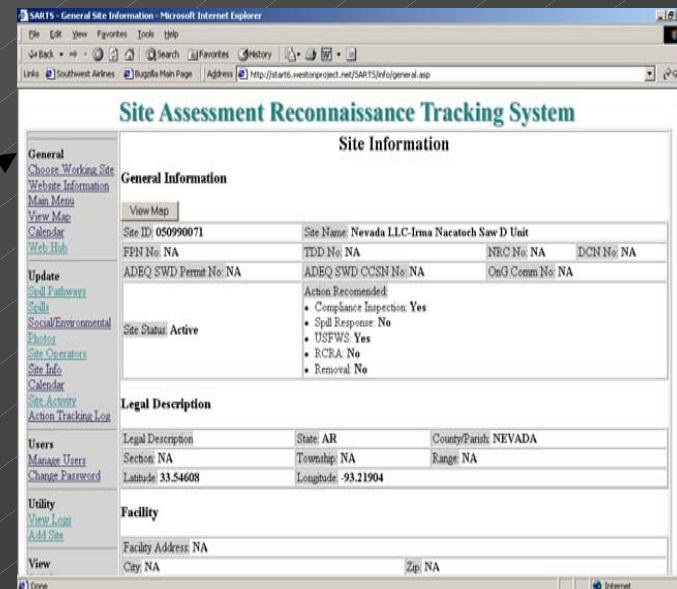 SARTS - General Site Information - Microsoft Internet Explorer
File Edit View Favorites Tools Help
Back Search Favorites History
Links Southwest Airlines Bugzilla Main Page Address http://start6.westonproject.net/SARTS/info/general.asp
Site Assessment Reconnaissance Tracking System
General
Choose Working Site
Website Information
Main Menu
View Map
Calendar
Web Hub
Update
Spill Pathways
Spills
Social/Environmental
Photos
Site Operators
Site Info
Calendar
Site Activity
Action Tracking Log
Users
Manage Users
Change Password
Utility
View Logs
Add Site
View
Site Information
General Information
View Map
Site ID: 050990071 Site Name: Nevada LLC-Irma Nacatoch Saw D Unit
FPN No: NA TDD No: NA NRC No: NA DCN No: NA
ADEQ SWD Permit No: NA ADEQ SWD CCSN No: NA OnG Comm No: NA
Site Status: Active
Action Recomended:
• Compliance Inspection: Yes
• Spill Response: No
• USFWS: Yes
• RCRA: No
• Removal: No
Legal Description
Legal Description State: AR County/Parish: NEVADA
Section: NA Township: NA Range: NA
Latitude: 33.54608 Longitude: -93.21904
Facility
Facility Address: NA
City: NA Zip: NA
Done Internet